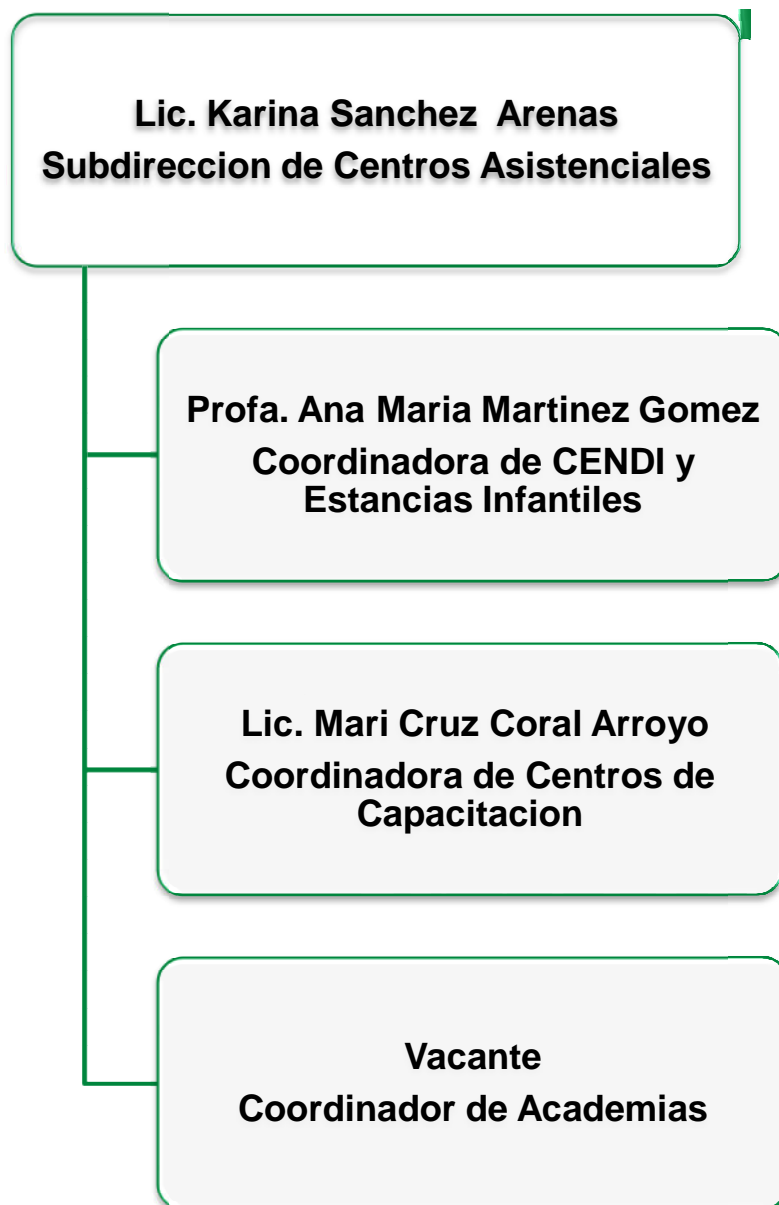 Lic. Karina Sanchez Arenas
Subdireccion de Centros Asistenciales
Profa. Ana Maria Martinez Gomez
Coordinadora de CENDI y
Estancias Infantiles
Lic. Mari Cruz Coral Arroyo
Coordinadora de Centros de
Capacitacion
Vacante
Coordinador de Academias